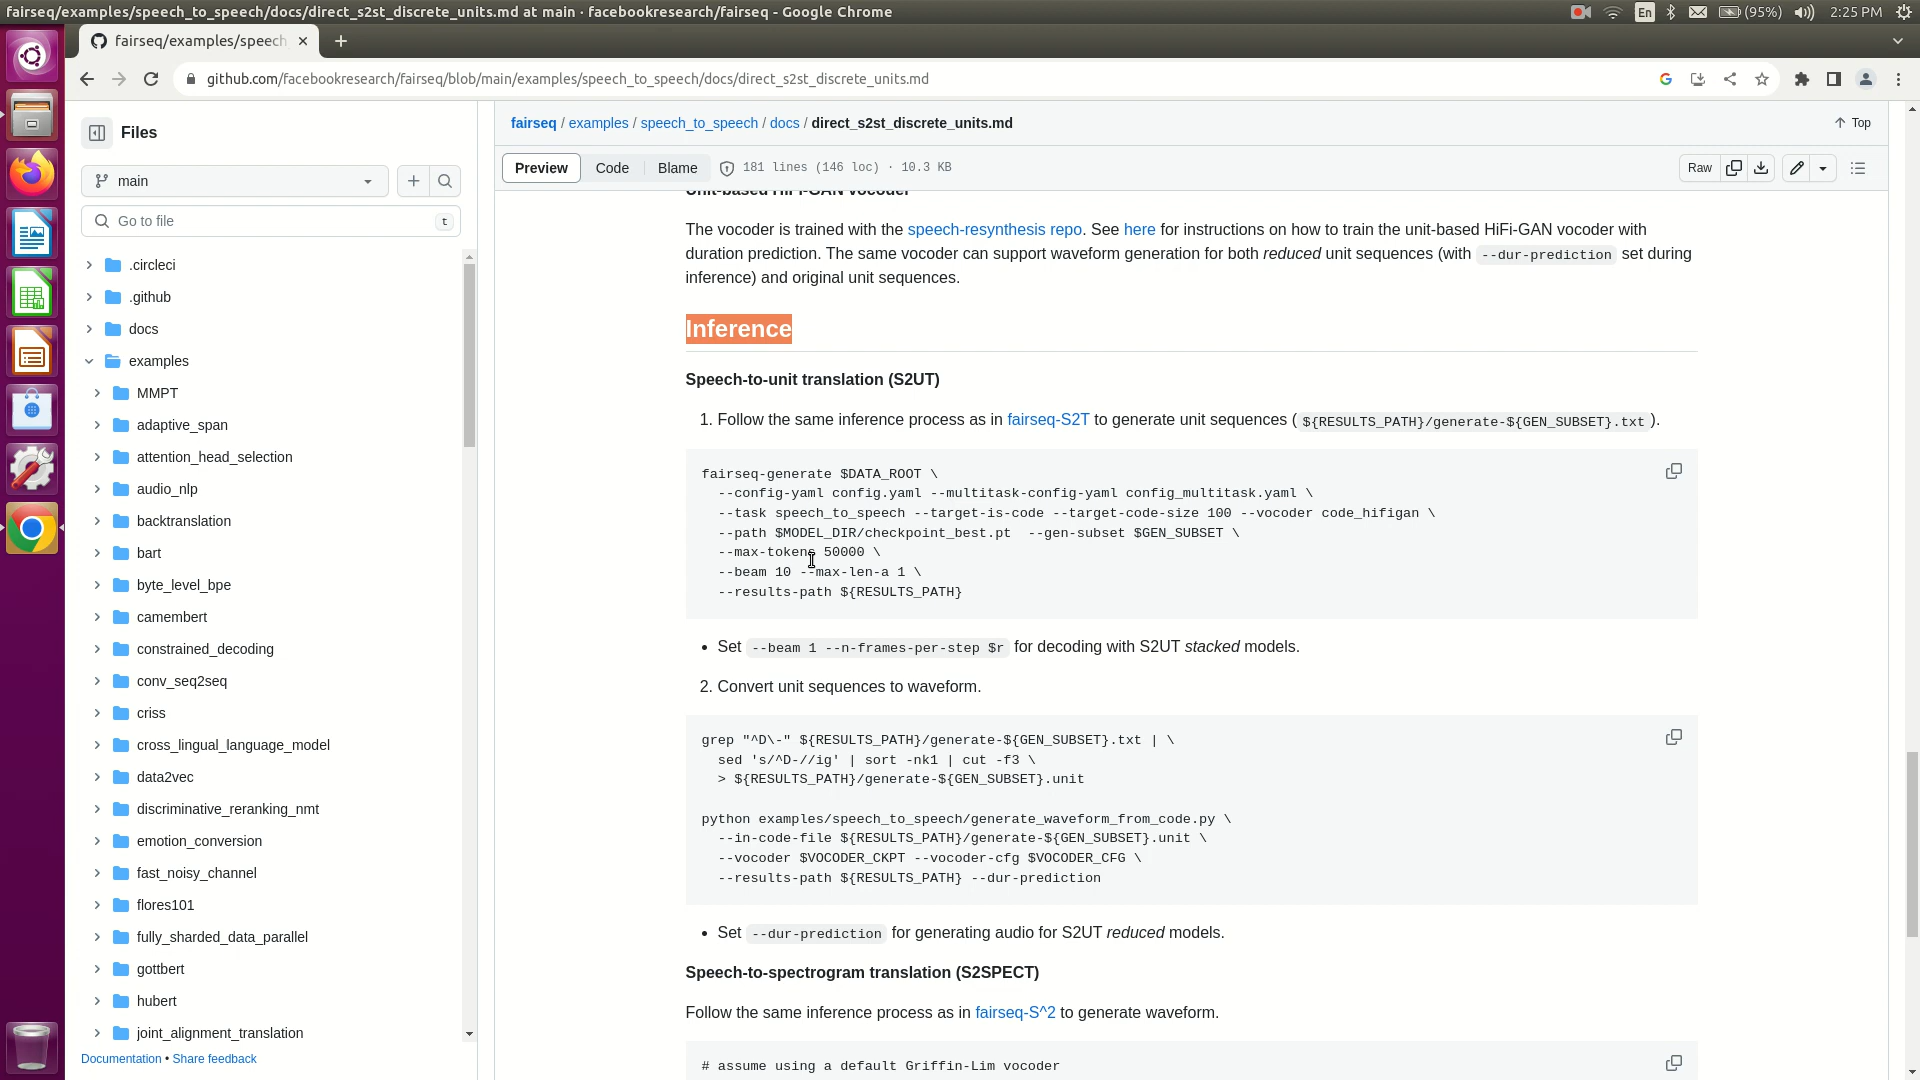 fairseq/examples/speech_to_speech/docs/direct_s2st_discrete_units.md at main · facebookresearch/fairseq - Google Chrome
En
(95%)
2:25 PM
fairseq/examples/speech
github.com/facebookresearch/fairseq/blob/main/examples/speech_to_speech/docs/direct_s2st_discrete_units.md
Files
main
Go to file
t
.circleci
.github
docs
examples
MMPT
adaptive_span
attention_head_selection
audio_nlp
backtranslation
bart
byte_level_bpe
camembert
constrained_decoding
conv_seq2seq
criss
cross_lingual_language_model
data2vec
discriminative_reranking_nmt
emotion_conversion
fast_noisy_channel
flores101
fully_sharded_data_parallel
gottbert
hubert
joint_alignment_translation
Documentation • Share feedback
fairseq / examples / speech_to_speech / docs / direct_s2st_discrete_units.md
Top
Preview
Code
Blame
181 lines (146 loc) · 10.3 KB
Raw
Unit-based HiFi-GAN vocoder
The vocoder is trained with the speech-resynthesis repo. See here for instructions on how to train the unit-based HiFi-GAN vocoder with
duration prediction. The same vocoder can support waveform generation for both reduced unit sequences (with --dur-prediction set during
inference) and original unit sequences.
Inference
Speech-to-unit translation (S2UT)
1. Follow the same inference process as in fairseq-S2T to generate unit sequences ( ${RESULTS_PATH}/generate-${GEN_SUBSET}.txt ).
fairseq-generate $DATA_ROOT \
--config-yaml config.yaml --multitask-config-yaml config_multitask.yaml \
--task speech_to_speech --target-is-code --target-code-size 100 --vocoder code_hifigan \
--path $MODEL_DIR/checkpoint_best.pt --gen-subset $GEN_SUBSET \
--max-tokens 50000 \
--beam 10 --max-len-a 1 \
--results-path ${RESULTS_PATH}
• Set --beam 1 --n-frames-per-step $r for decoding with S2UT stacked models.
2. Convert unit sequences to waveform.
grep "^D\-" ${RESULTS_PATH}/generate-${GEN_SUBSET}.txt | \
sed 's/^D-//ig' | sort -nk1 | cut -f3 \
> ${RESULTS_PATH}/generate-${GEN_SUBSET}.unit
python examples/speech_to_speech/generate_waveform_from_code.py \
--in-code-file ${RESULTS_PATH}/generate-${GEN_SUBSET}.unit \
--vocoder $VOCODER_CKPT --vocoder-cfg $VOCODER_CFG \
--results-path ${RESULTS_PATH} --dur-prediction
• Set --dur-prediction for generating audio for S2UT reduced models.
Speech-to-spectrogram translation (S2SPECT)
Follow the same inference process as in fairseq-S^2 to generate waveform.
# assume using a default Griffin-Lim vocoder